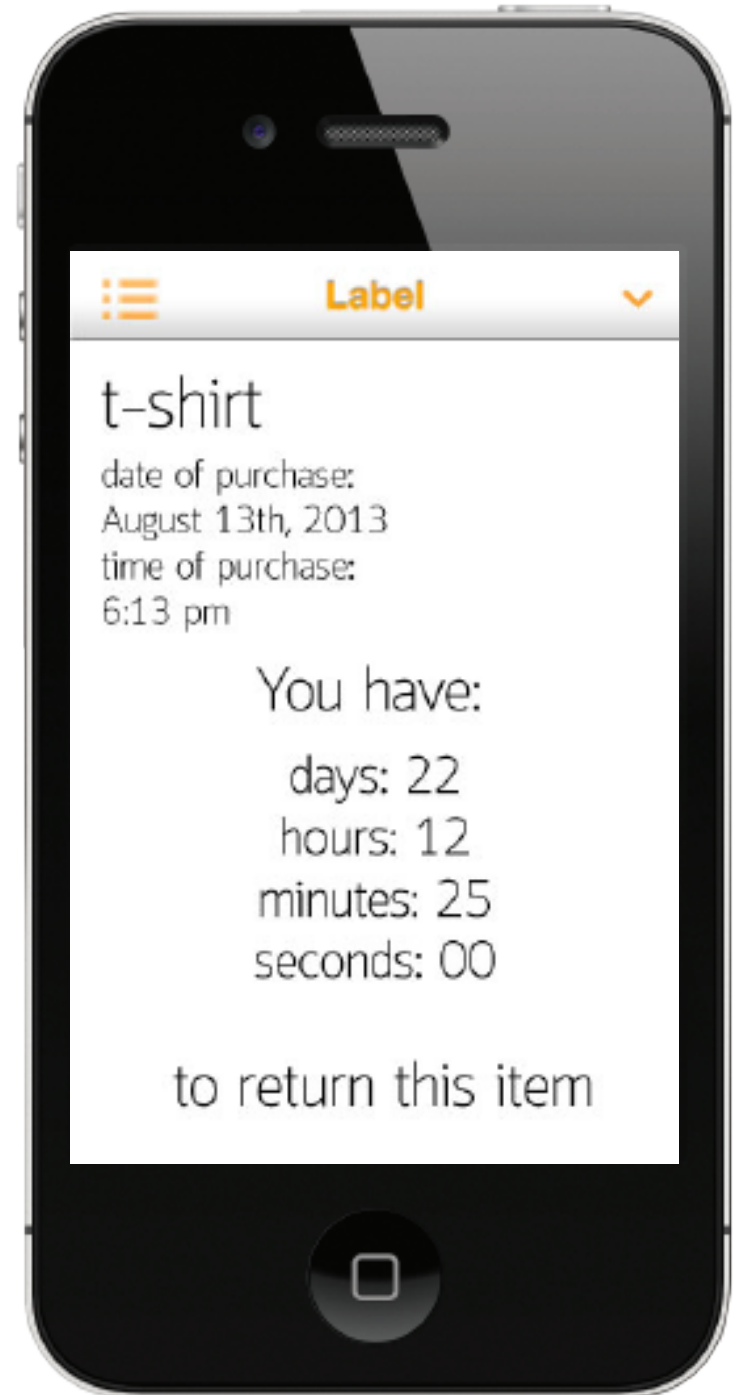 Label
t-shirt
date of purchase:
August 13th, 2013
time of purchase:
6:13 pm
You have:
days: 22
hours: 12
minutes: 25
seconds: 00
to return this item